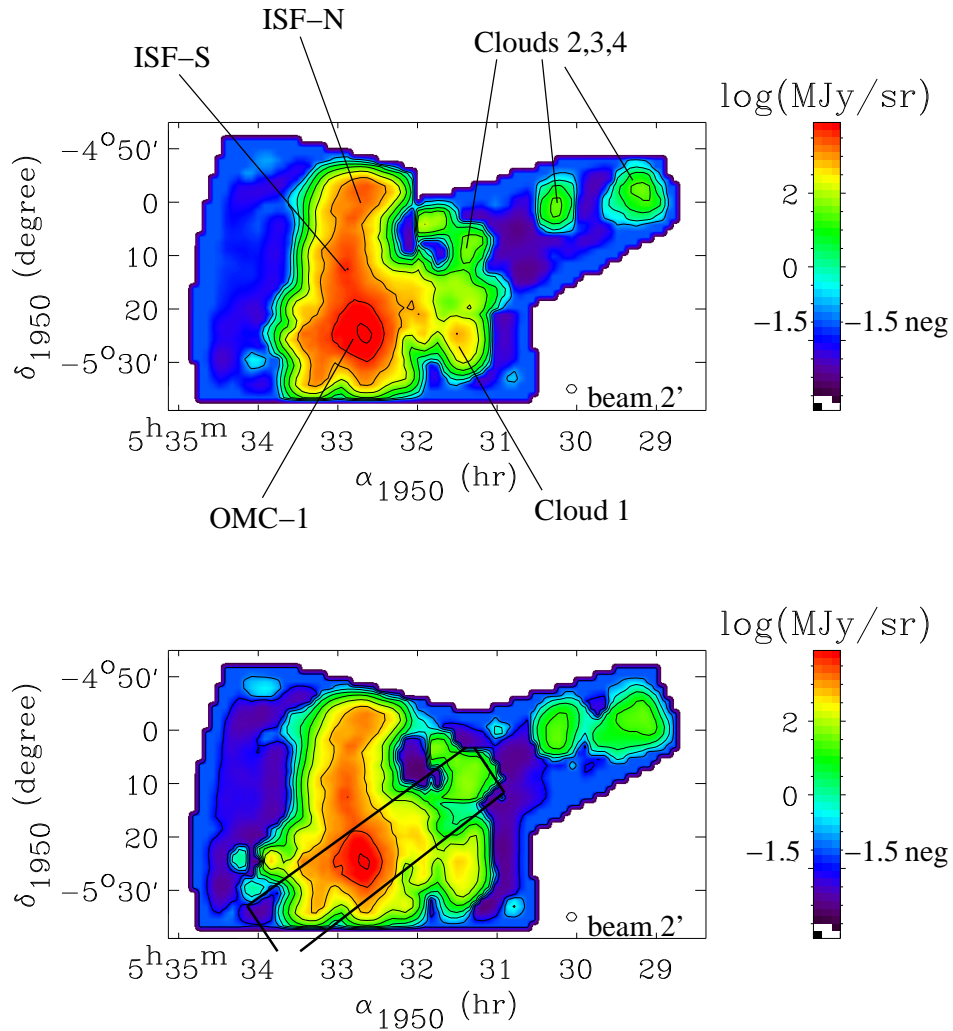 ISF−N
ISF−S
Clouds 2,3,4
log(MJy/sr)
−4°50′
0
10
20
−5°30′
δ1950 (degree)
2
0
−1.5
−1.5 neg
beam 2'
5h35m
33
32
31
30
29
α1950 (hr)
OMC−1
Cloud 1
log(MJy/sr)
−4°50′
0
10
20
−5°30′
δ1950 (degree)
2
0
−1.5
−1.5 neg
beam 2'
5h35m
33
32
31
30
29
α1950 (hr)